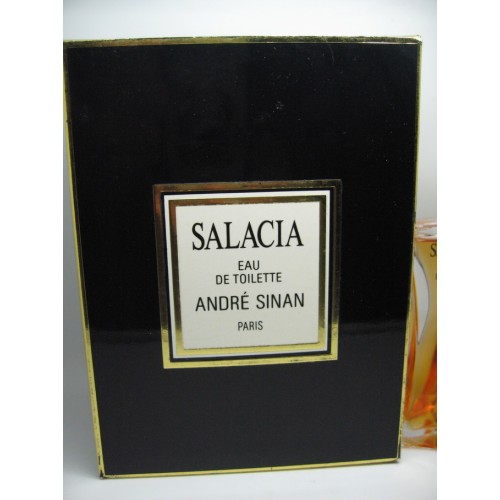 SALACIA
EAU
DE TOILETTE
ANDRÉ SINAN
PARIS